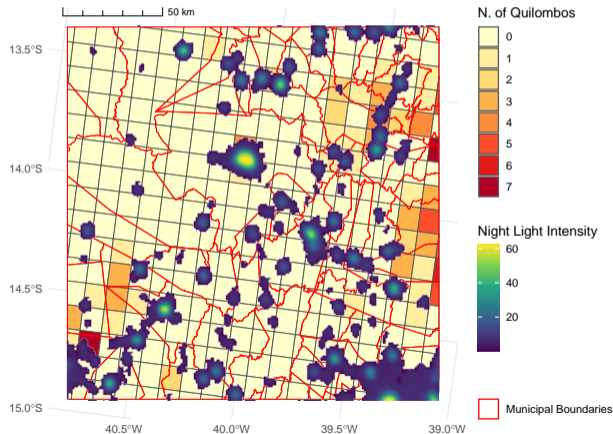 50 km
13.5°S
14.0°S
14.5°S
15.0°S
40.5°W
40.0°W
39.5°W
39.0°W
N. of Quilombos
0
1
2
3
4
5
6
7
Night Light Intensity
60
40
20
Municipal Boundaries